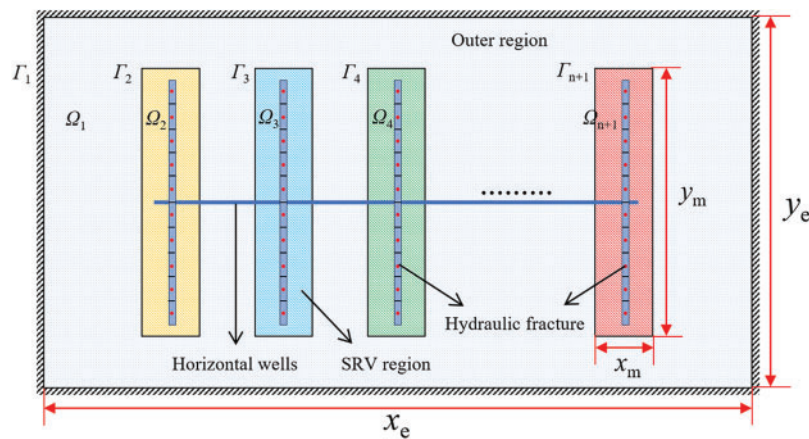 Outer region
Γ₁
Γ₂
Γ₃
Γ₄
Γₙ₊₁
Ω₁
Ω₂
Ω₃
Ω₄
Ωₙ₊₁
.........
yₘ
yₑ
Hydraulic fracture
Horizontal wells
SRV region
xₘ
xₑ